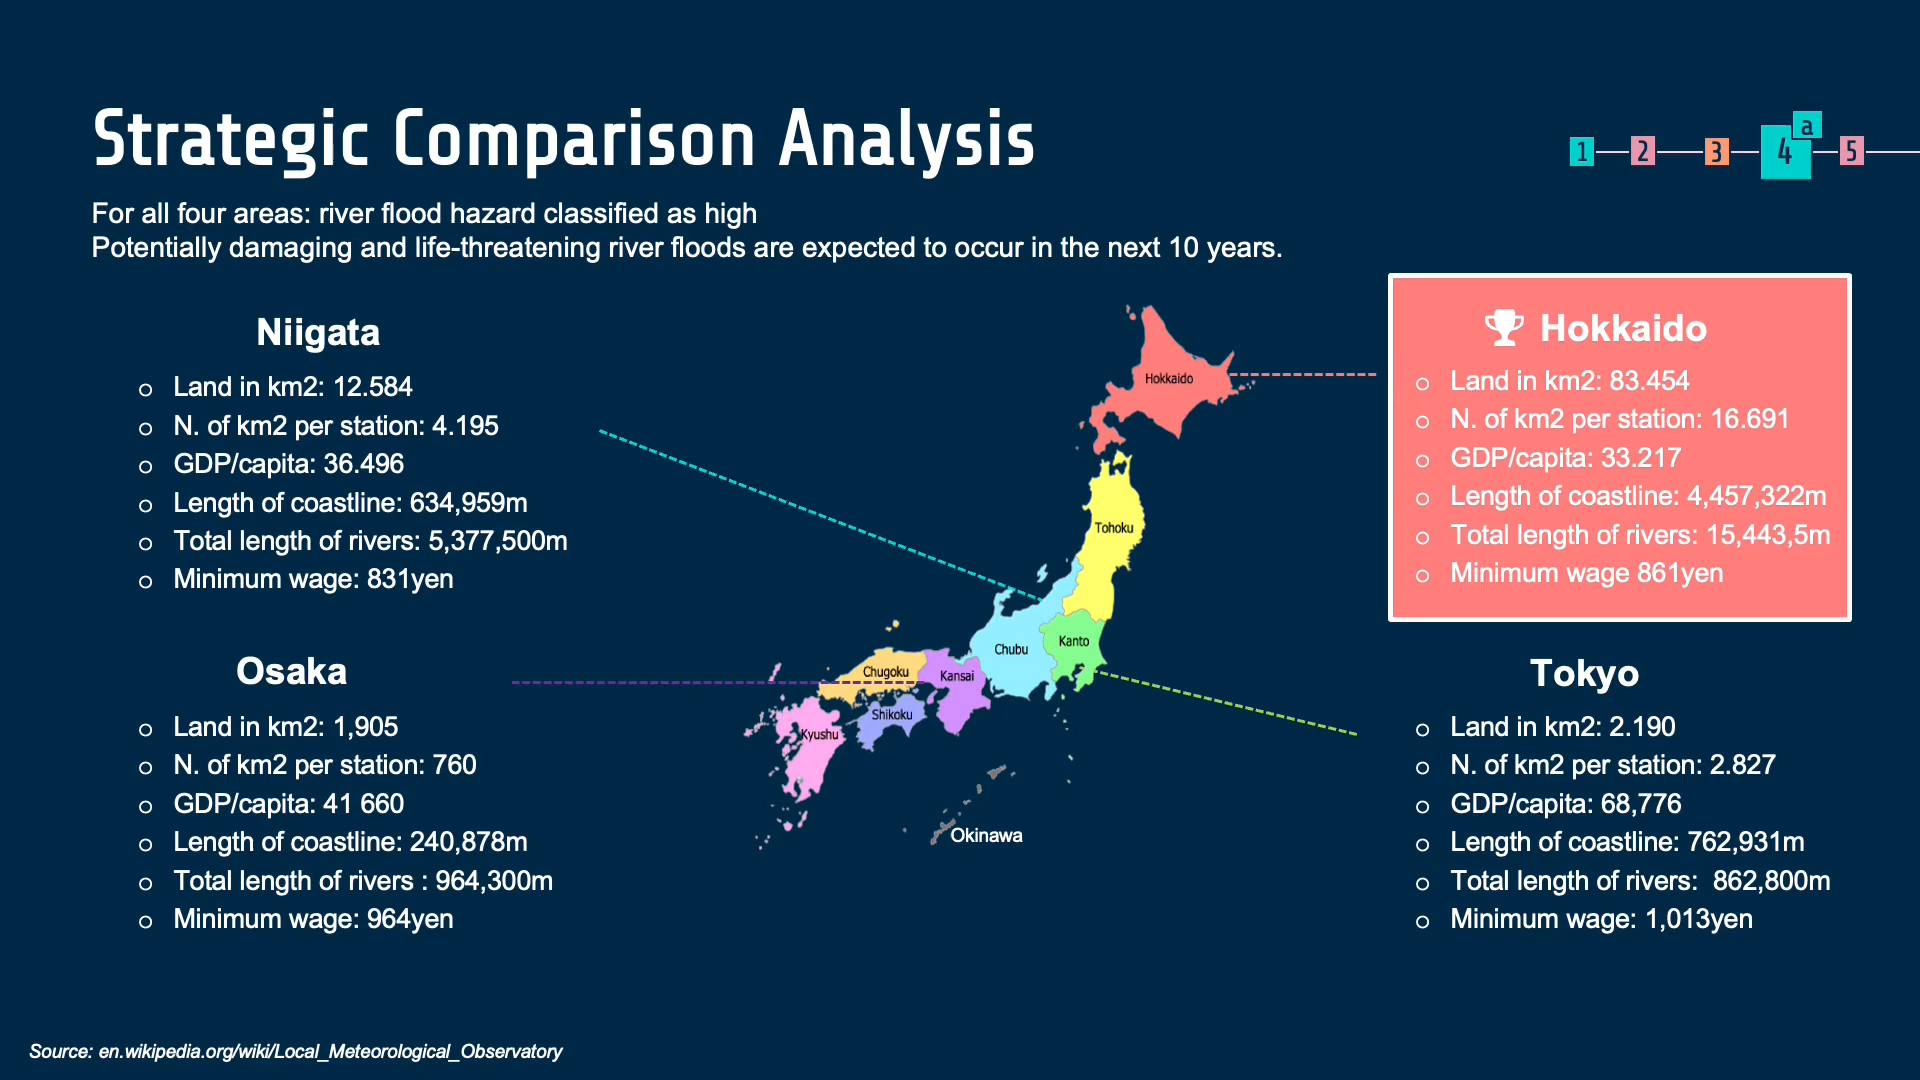 Strategic Comparison Analysis
1 2 3 4 a 5
For all four areas: river flood hazard classified as high
Potentially damaging and life-threatening river floods are expected to occur in the next 10 years.
Niigata
Land in km2: 12.584
N. of km2 per station: 4.195
GDP/capita: 36.496
Length of coastline: 634,959m
Total length of rivers: 5,377,500m
Minimum wage: 831yen
Osaka
Land in km2: 1,905
N. of km2 per station: 760
GDP/capita: 41 660
Length of coastline: 240,878m
Total length of rivers : 964,300m
Minimum wage: 964yen
Hokkaido
Tohoku
Kanto
Chubu
Kansai
Chugoku
Shikoku
Kyushu
Okinawa
Hokkaido
Land in km2: 83.454
N. of km2 per station: 16.691
GDP/capita: 33.217
Length of coastline: 4,457,322m
Total length of rivers: 15,443,5m
Minimum wage 861yen
Tokyo
Land in km2: 2.190
N. of km2 per station: 2.827
GDP/capita: 68,776
Length of coastline: 762,931m
Total length of rivers:  862,800m
Minimum wage: 1,013yen
Source: en.wikipedia.org/wiki/Local_Meteorological_Observatory